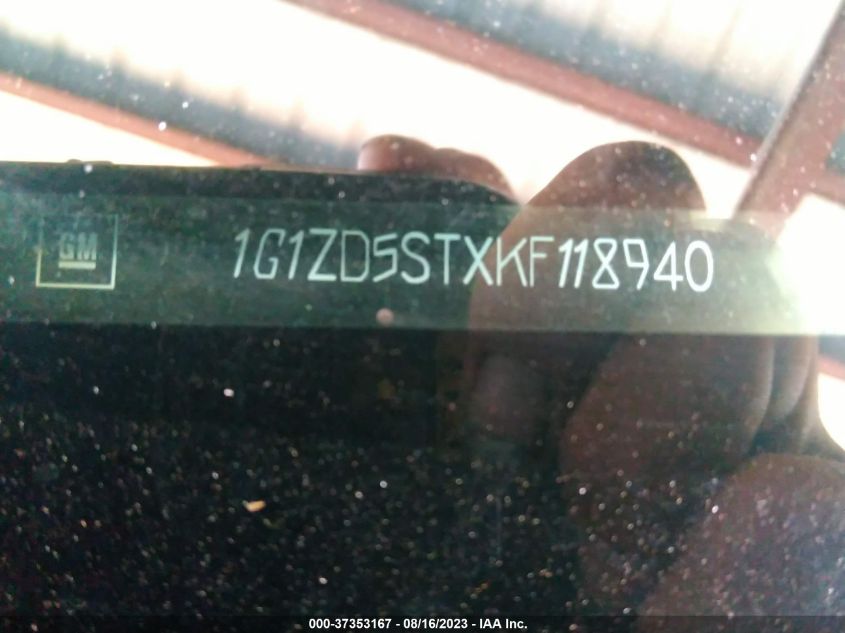 GM 1G1ZD5STXKF118940
000-37353167 - 08/16/2023 - IAA Inc.